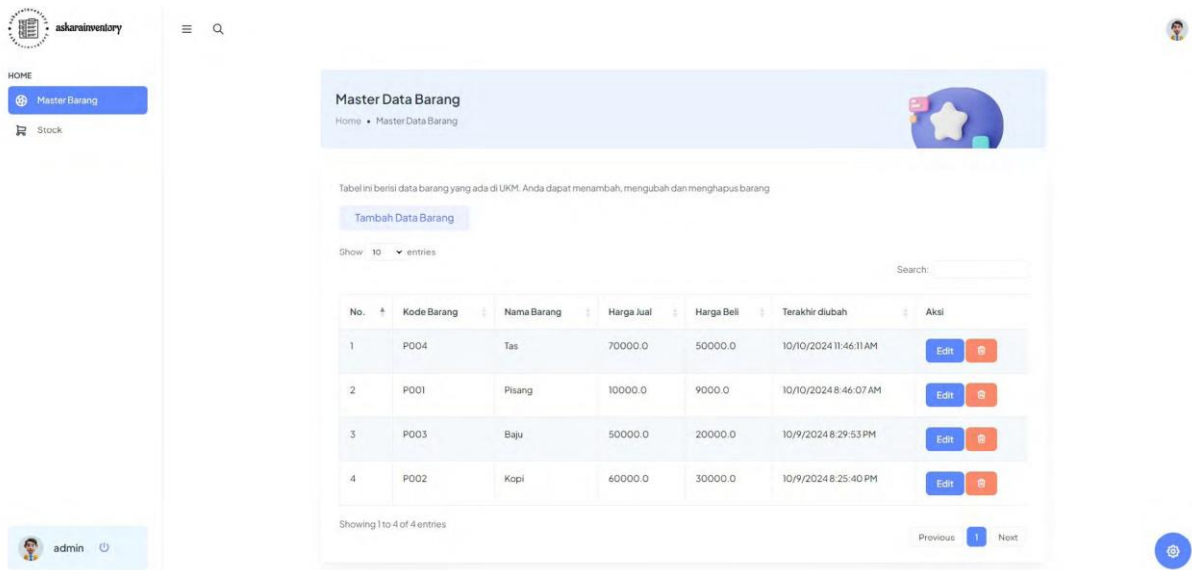 askarainventory
HOME
Master Barang
Stock
Master Data Barang
Home • Master Data Barang
Tabel ini berisi data barang yang ada di UKM. Anda dapat menambah, mengubah dan menghapus barang
Tambah Data Barang
Show 10 entries
Search:
No. Kode Barang Nama Barang Harga Jual Harga Beli Terakhir diubah Aksi
1 P004 Tas 70000.0 50000.0 10/10/2024 11:46:11 AM Edit
2 P001 Pisang 10000.0 9000.0 10/10/2024 8:46:07 AM Edit
3 P003 Baju 50000.0 20000.0 10/9/2024 8:29:53 PM Edit
4 P002 Kopi 60000.0 30000.0 10/9/2024 8:25:40 PM Edit
Showing 1 to 4 of 4 entries
Previous 1 Next
admin